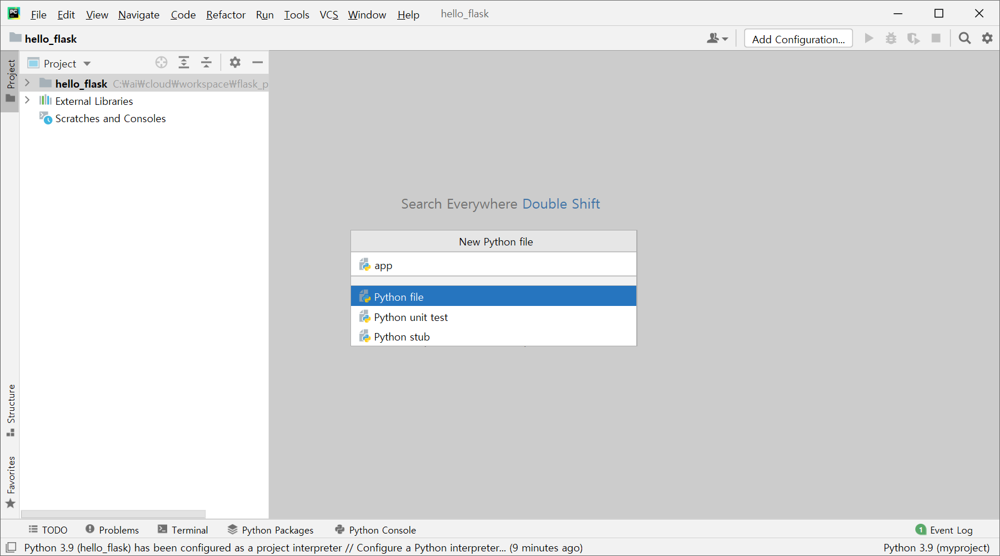 PC File Edit View Navigate Code Refactor Run Tools VCS Window Help hello_flask
hello_flask Add Configuration...
Project
Project
hello_flask C:₩ai₩cloud₩workspace₩flask_p
External Libraries
Scratches and Consoles
Search Everywhere Double Shift
New Python file
app
Python file
Python unit test
Python stub
Structure
Favorites
TODO Problems Terminal Python Packages Python Console 1 Event Log
Python 3.9 (hello_flask) has been configured as a project interpreter // Configure a Python interpreter... (9 minutes ago) Python 3.9 (myproject)